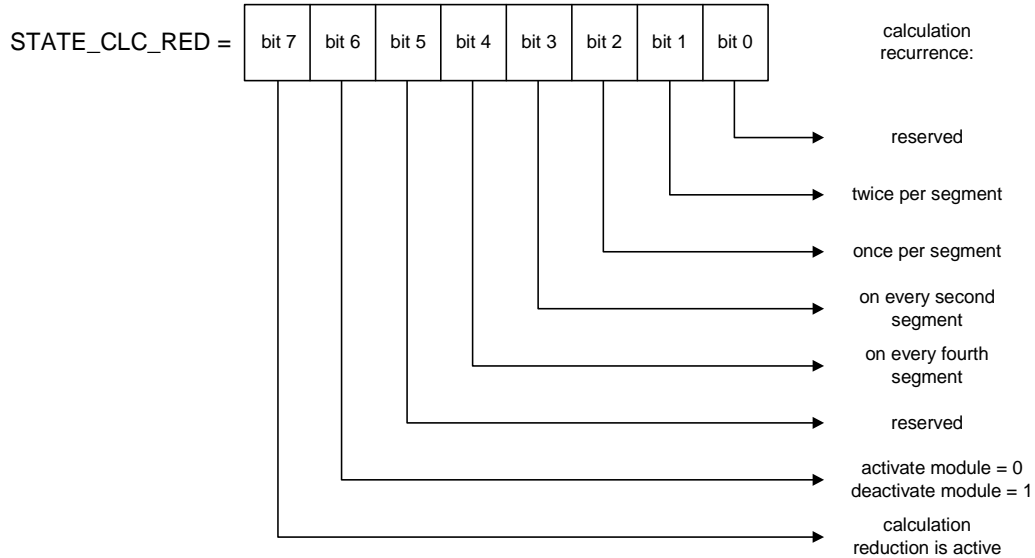 STATE_CLC_RED =
bit 7
bit 6
bit 5
bit 4
bit 3
bit 2
bit 1
bit 0
calculation
recurrence:
reserved
twice per segment
once per segment
on every second
segment
on every fourth
segment
reserved
activate module = 0
deactivate module = 1
calculation
reduction is active